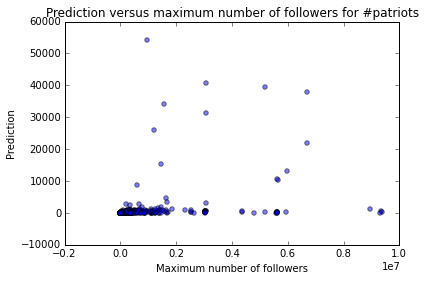 Prediction versus maximum number of followers for #patriots
60000
50000
40000
30000
20000
10000
0
−10000
Prediction
−0.2 0.0 0.2 0.4 0.6 0.8 1.0
1e7
Maximum number of followers